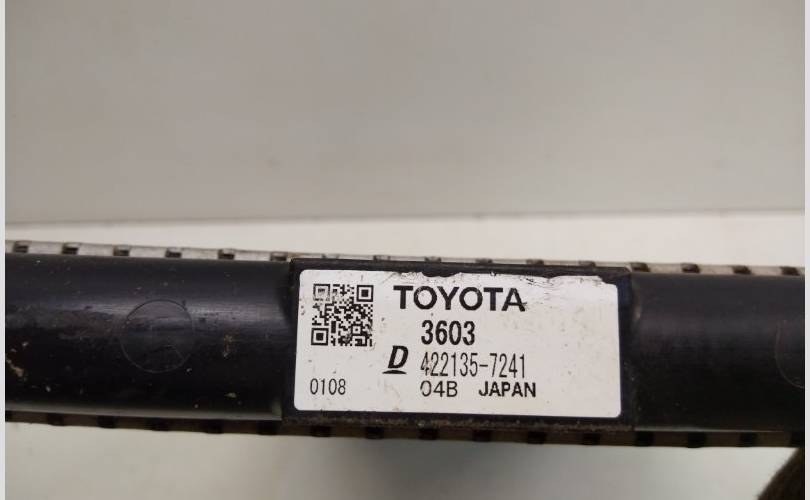 TOYOTA
3603
D 422135-7241
0108 04B JAPAN